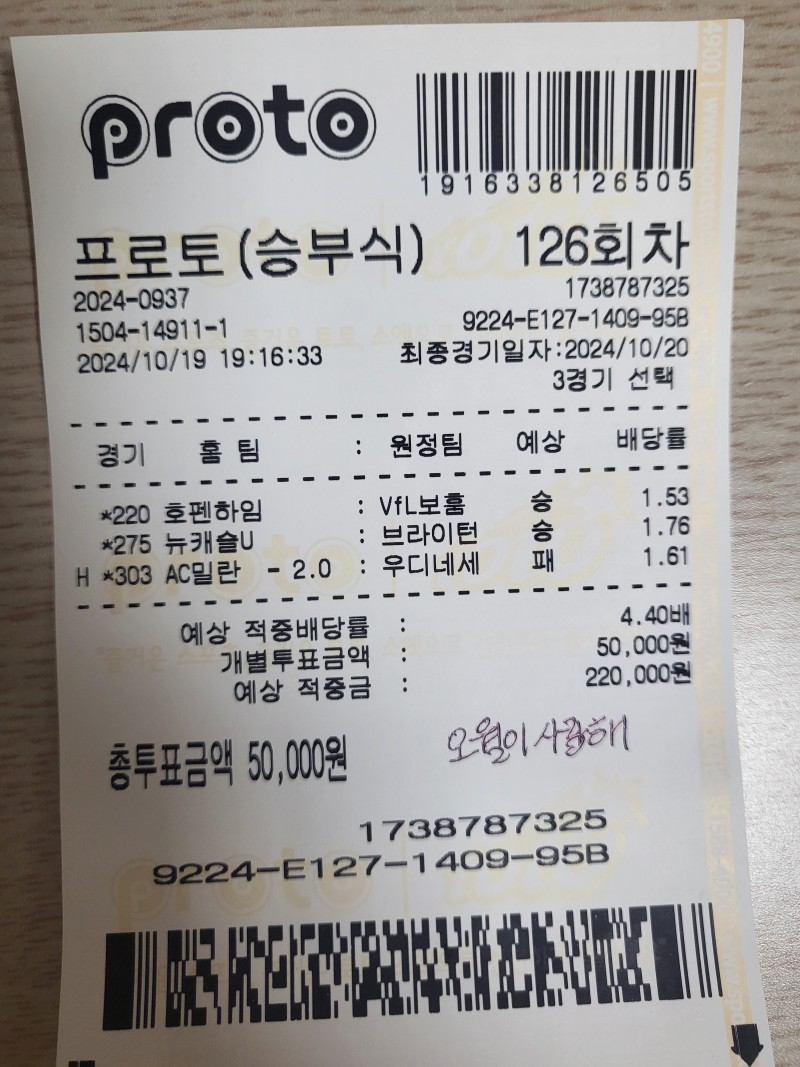 proto
1916338126505
프로토(승부식) 126회차
2024-0937 1738787325
1504-14911-1 9224-E127-1409-95B
2024/10/19 19:16:33 최종경기일자:2024/10/20
3경기 선택
경기 홈 팀 : 원정팀 예상 배당률
*220 호펜하임 : VfL보훔 승 1.53
*275 뉴캐슬U : 브라이턴 승 1.76
H *303 AC밀란 - 2.0 : 우디네세 패 1.61
예상 적중배당률 : 4.40배
개별투표금액 : 50,000원
예상 적중금 : 220,000원
총투표금액 50,000원
오월이 사랑해
1738787325
9224-E127-1409-95B